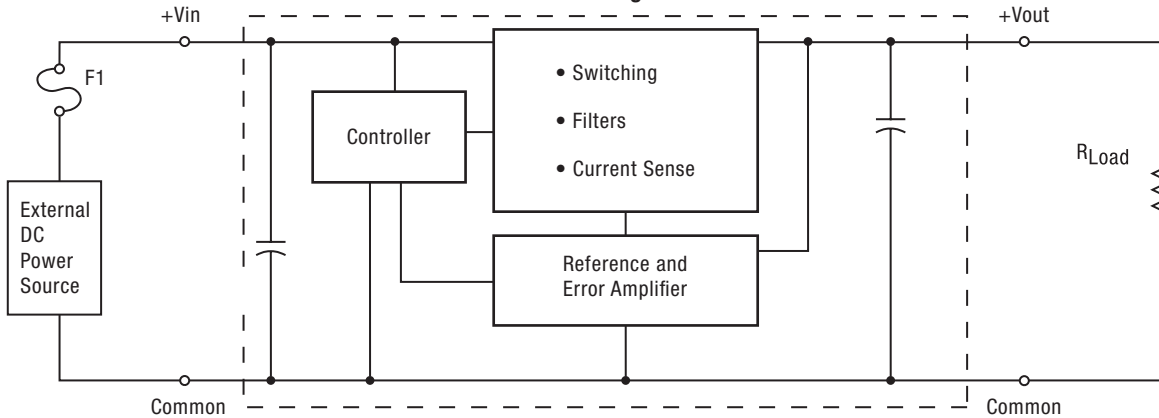 +Vin
+Vout
F1
• Switching
• Filters
• Current Sense
Controller
RLoad
External
DC
Power
Source
Reference and
Error Amplifier
Common
Common